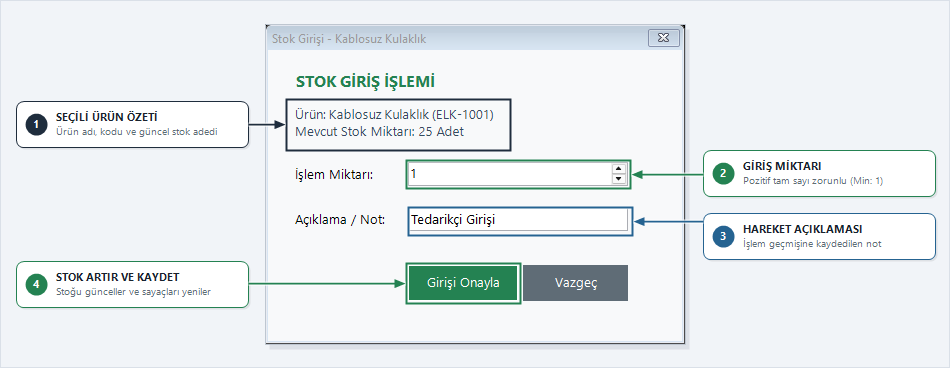 Stok Girişi - Kablosuz Kulaklık
STOK GİRİŞ İŞLEMİ
1
SEÇİLİ ÜRÜN ÖZETİ
Ürün adı, kodu ve güncel stok adedi
Ürün: Kablosuz Kulaklık (ELK-1001)
Mevcut Stok Miktarı: 25 Adet
İşlem Miktarı:
1
2
GİRİŞ MİKTARI
Pozitif tam sayı zorunlu (Min: 1)
Açıklama / Not:
Tedarikçi Girişi
3
HAREKET AÇIKLAMASI
İşlem geçmişine kaydedilen not
4
STOK ARTIR VE KAYDET
Stoğu günceller ve sayaçları yeniler
Girişi Onayla
Vazgeç